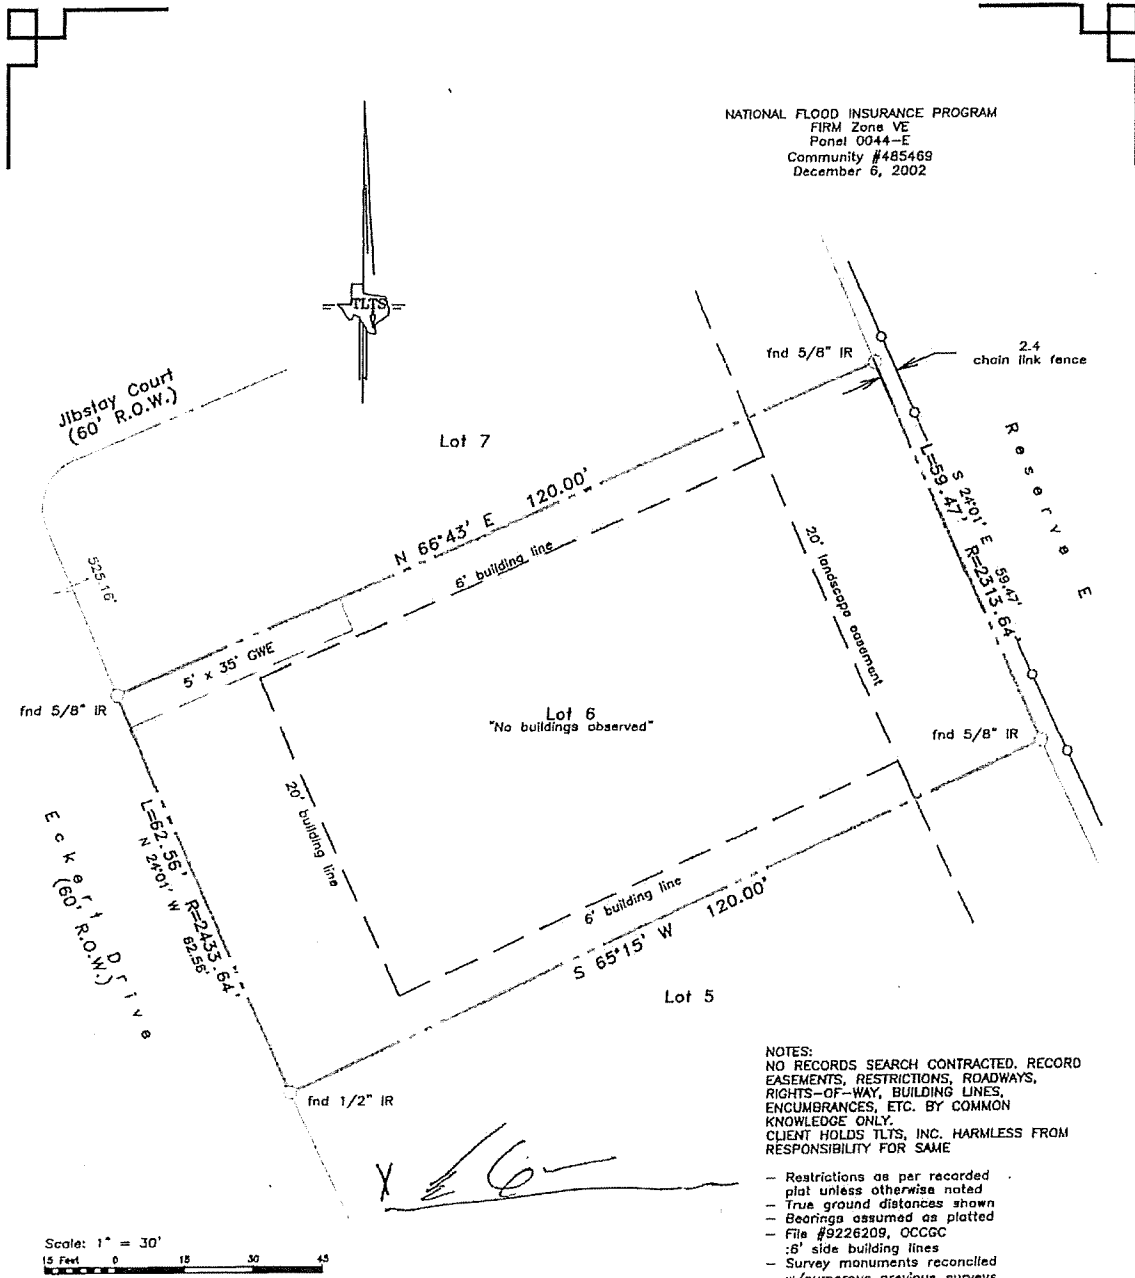 NATIONAL FLOOD INSURANCE PROGRAM
FIRM Zone VE
Panel 0044-E
Community #485469
December 6, 2002
TLTS
fnd 5/8" IR
2.4
chain link fence
Jibstay Court
(60' R.O.W.)
Lot 7
Reserve E
N 66°43' E 120.00'
6' building line
L=59.47' R=2313.64'
S 24°01' E 59.47'
525.16'
20' landscape easement
5' x 35' GWE
fnd 5/8" IR
Lot 6
"No buildings observed"
fnd 5/8" IR
20' building line
L=62.56' R=2433.64'
N 24°01' W 62.56'
Eckert Drive
(60' R.O.W.)
6' building line
S 65°15' W 120.00'
Lot 5
fnd 1/2" IR
NOTES:
NO RECORDS SEARCH CONTRACTED. RECORD
EASEMENTS, RESTRICTIONS, ROADWAYS,
RIGHTS-OF-WAY, BUILDING LINES,
ENCUMBRANCES, ETC. BY COMMON
KNOWLEDGE ONLY.
CLIENT HOLDS TLTS, INC. HARMLESS FROM
RESPONSIBILITY FOR SAME
- Restrictions as per recorded
plat unless otherwise noted
- True ground distances shown
- Bearings assumed as platted
- File #9226209, OCCGC
:6' side building lines
- Survey monuments reconciled
w/numerous previous surveys
X
Scale: 1" = 30'
15 Feet 0 15 30 45